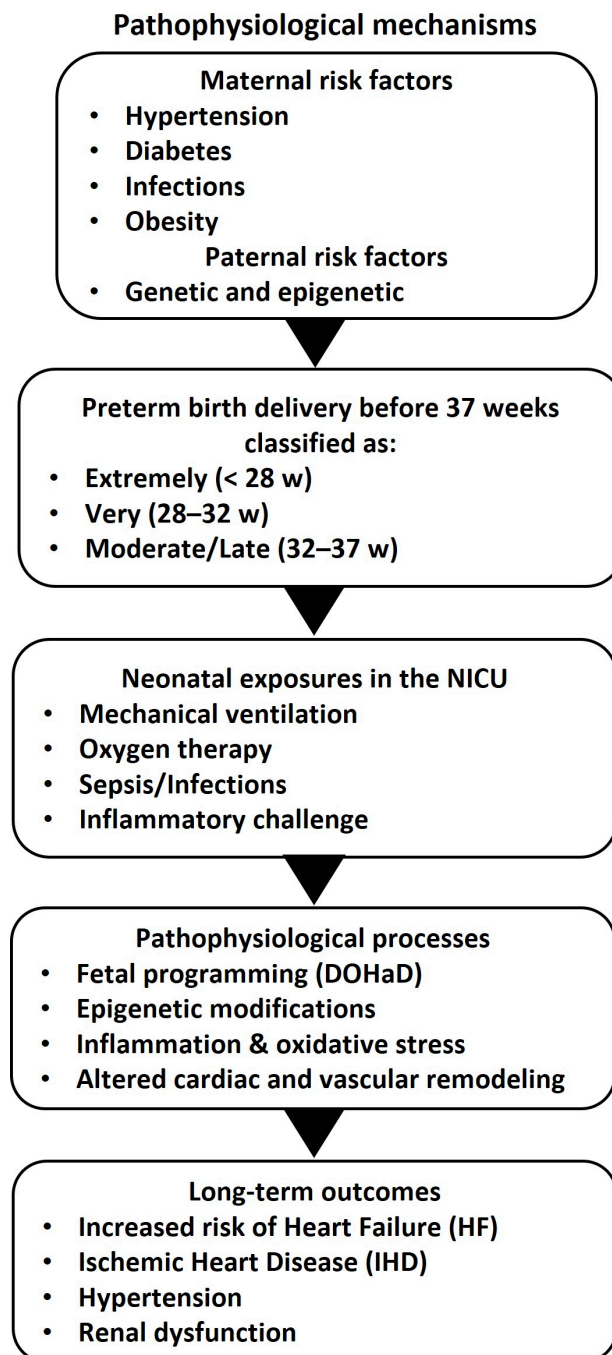 Pathophysiological mechanisms
Maternal risk factors
• Hypertension
• Diabetes
• Infections
• Obesity
Paternal risk factors
• Genetic and epigenetic
Preterm birth delivery before 37 weeks
classified as:
• Extremely (< 28 w)
• Very (28–32 w)
• Moderate/Late (32–37 w)
Neonatal exposures in the NICU
• Mechanical ventilation
• Oxygen therapy
• Sepsis/Infections
• Inflammatory challenge
Pathophysiological processes
• Fetal programming (DOHaD)
• Epigenetic modifications
• Inflammation & oxidative stress
• Altered cardiac and vascular remodeling
Long-term outcomes
• Increased risk of Heart Failure (HF)
• Ischemic Heart Disease (IHD)
• Hypertension
• Renal dysfunction